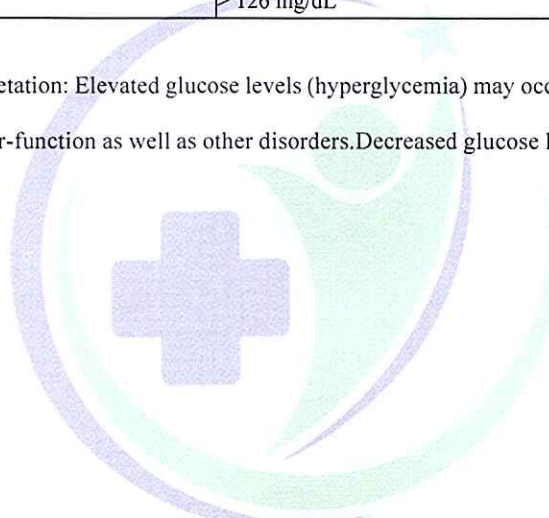 126 mg/dL
etation: Elevated glucose levels (hyperglycemia) may occ
r-function as well as other disorders.Decreased glucose l